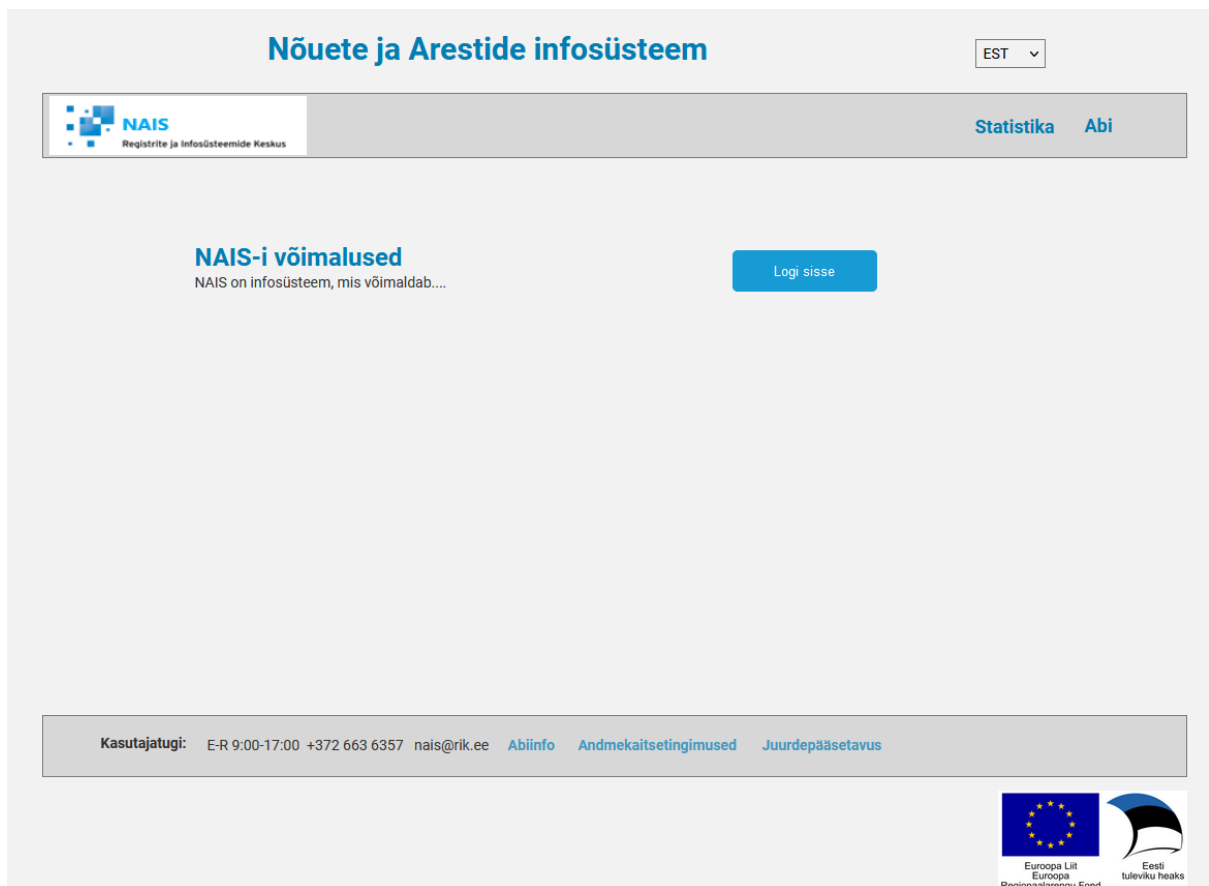 Nõuete ja Arestide infosüsteem
EST
NAIS
Registrite ja Infosüsteemide Keskus
Statistika Abi
NAIS-i võimalused
NAIS on infosüsteem, mis võimaldab....
Logi sisse
Kasutajatugi: E-R 9:00-17:00 +372 663 6357 nais@rik.ee Abiinfo Andmekaitsetingimused Juurdepääsetavus
Euroopa Liit
Euroopa
Regionaalarengu Fond
Eesti
tuleviku heaks